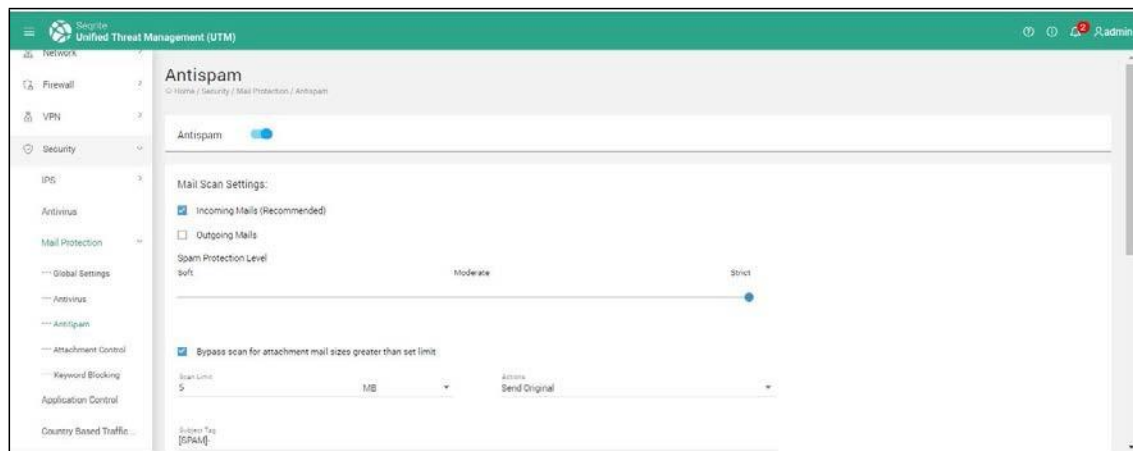 Seqrite
Unified Threat Management (UTM)
2
admin
Network
Firewall
VPN
Security
IPS
Antivirus
Mail Protection
Global Settings
Antivirus
AntiSpam
Attachment Control
Keyword Blocking
Application Control
Country Based Traffic...
Antispam
Home / Security / Mail Protection / Antispam
Antispam
Mail Scan Settings:
Incoming Mails (Recommended)
Outgoing Mails
Spam Protection Level
Soft Moderate Strict
Bypass scan for attachment mail sizes greater than set limit
Scan Limit Actions
5 MB Send Original
Subject Tag
[SPAM]-